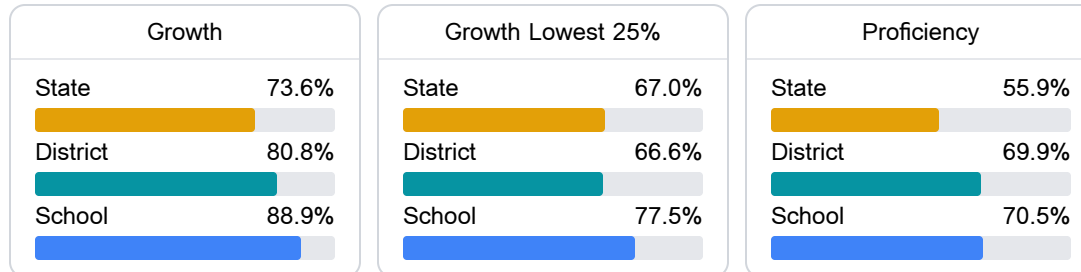 Growth
State 73.6%
District 80.8%
School 88.9%
Growth Lowest 25%
State 67.0%
District 66.6%
School 77.5%
Proficiency
State 55.9%
District 69.9%
School 70.5%